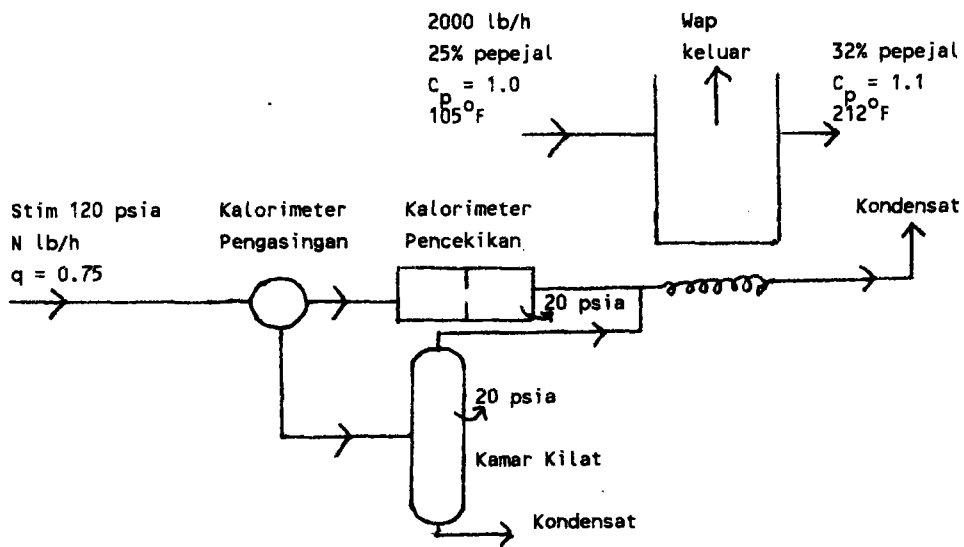 2000 lb/h
25% pepejal
Cp = 1.0
105°F
Wap
keluar
32% pepejal
Cp = 1.1
212°F
Stim 120 psia
N lb/h
q = 0.75
Kalorimeter
Pengasingan
Kalorimeter
Pencekikan
Kondensat
20 psia
20 psia
Kamar Kilat
Kondensat